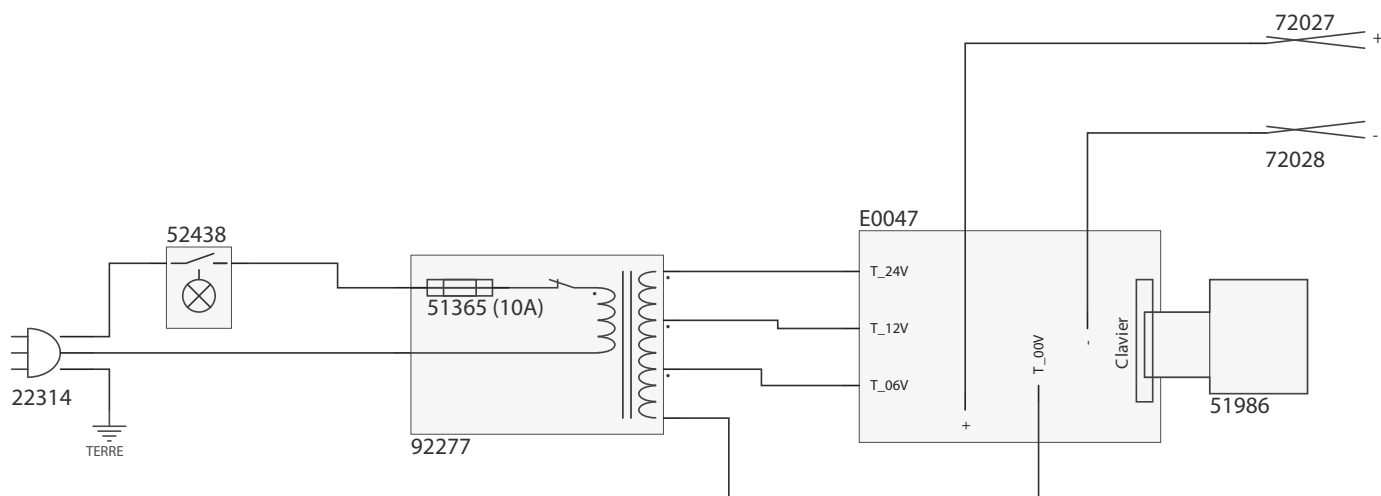 72027
+
-
72028
E0047
52438
T_24V
51365 (10A)
T_12V
T_00V
-
Clavier
T_06V
22314
51986
+
TERRE
92277